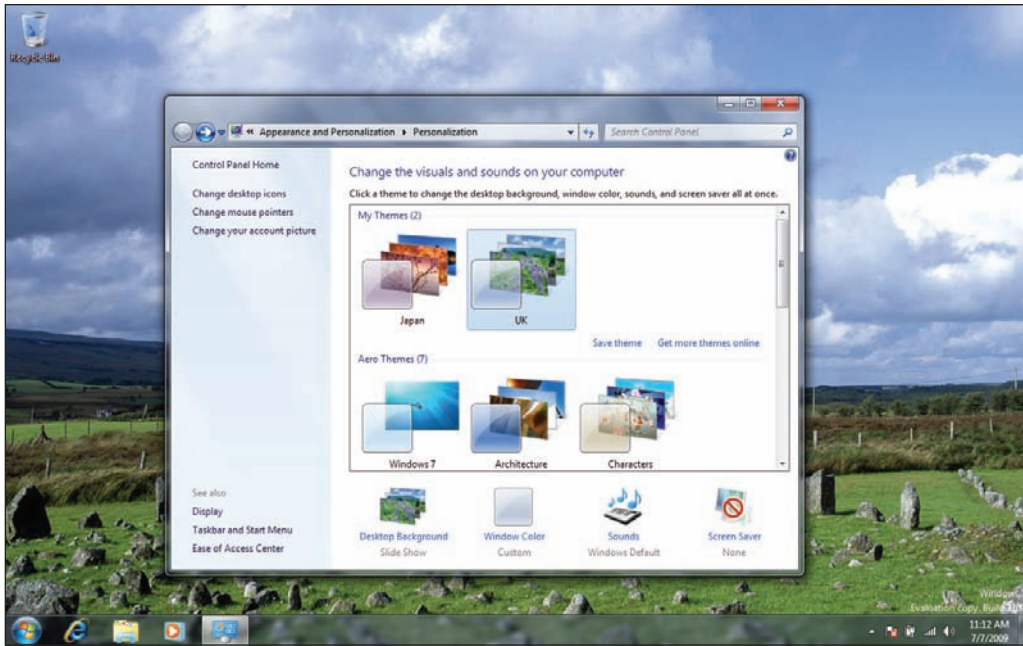 Recycle Bin
Appearance and Personalization
Personalization
Search Control Panel
Control Panel Home
Change desktop icons
Change mouse pointers
Change your account picture
Change the visuals and sounds on your computer
Click a theme to change the desktop background, window color, sounds, and screen saver all at once.
My Themes (2)
Japan
UK
Save theme
Get more themes online
Aero Themes (7)
Windows 7
Architecture
Characters
See also
Display
Taskbar and Start Menu
Ease of Access Center
Desktop Background
Slide Show
Window Color
Custom
Sounds
Windows Default
Screen Saver
None
Evaluation copy.
11:12 AM
7/7/2009